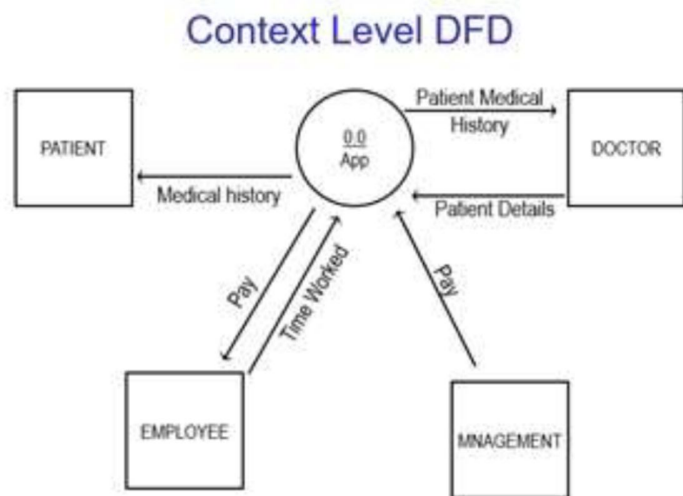 Context Level DFD
PATIENT
0.0
App
Patient Medical
History
DOCTOR
Medical history
Patient Details
Pay
Time Worked
Pay
EMPLOYEE
MNAGEMENT